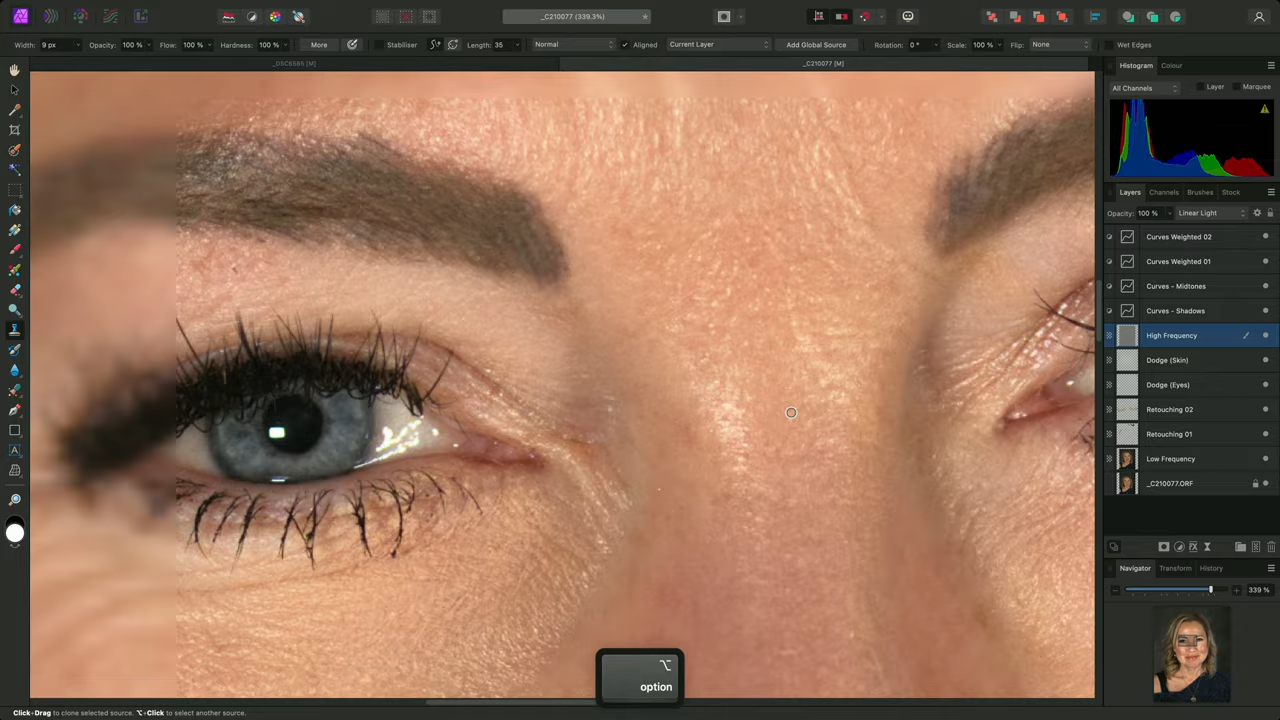 _C210077 (339.3%)
Width: 9 px Opacity: 100 % Flow: 100 % Hardness: 100 % More Stabiliser Length: 35 Normal Aligned Current Layer Add Global Source Rotation: 0 ° Scale: 100 % Flip: None Wet Edges
_DSC8585 [M]
_C210077 [M]
Histogram Colour
All Channels Layer Marquee
Layers Channels Brushes Stock
Opacity: 100 % Linear Light
Curves Weighted 02
Curves Weighted 01
Curves - Midtones
Curves - Shadows
High Frequency
Dodge (Skin)
Dodge (Eyes)
Retouching 02
Retouching 01
Low Frequency
_C210077.ORF
Navigator Transform History
339 %
⌥
option
Click+Drag to clone selected source. ⌥+Click to select another source.